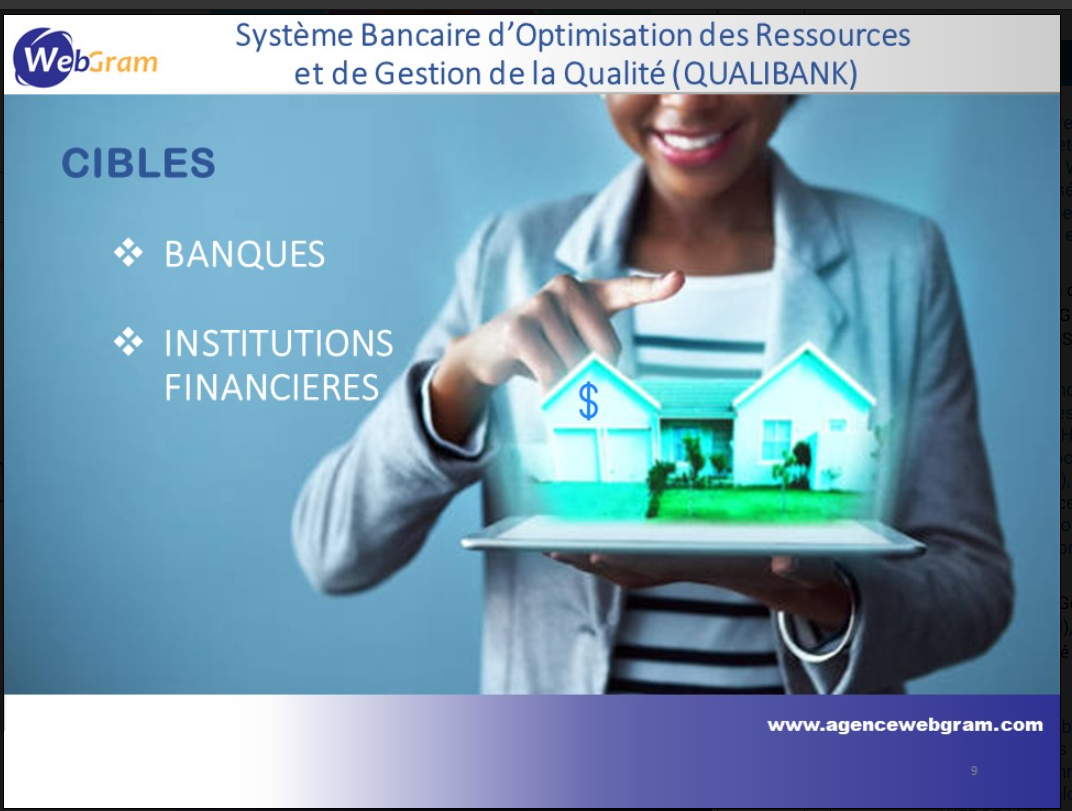 WebGram
Système Bancaire d’Optimisation des Ressources
et de Gestion de la Qualité (QUALIBANK)
CIBLES
❖ BANQUES
❖ INSTITUTIONS
FINANCIERES
$
www.agencewebgram.com
9